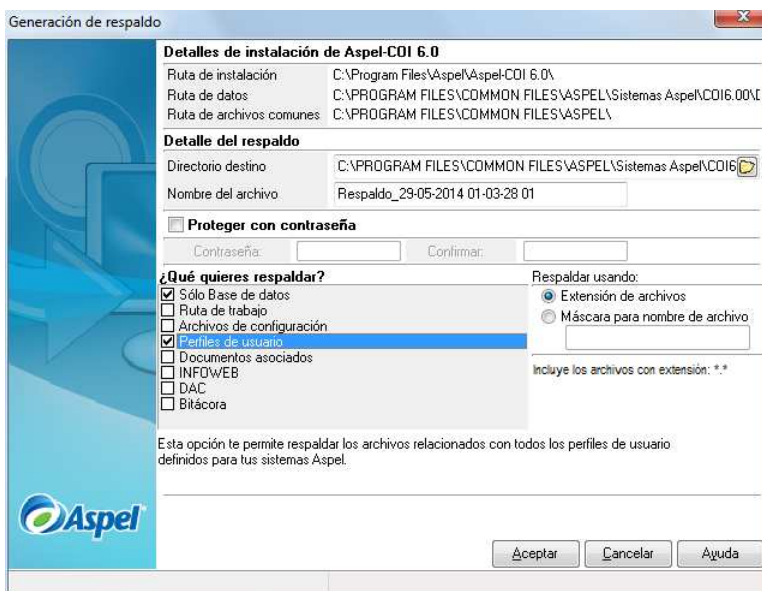 Generación de respaldo
Detalles de instalación de Aspel-COI 6.0
Ruta de instalación C:\Program Files\Aspel\Aspel-COI 6.0\
Ruta de datos C:\PROGRAM FILES\COMMON FILES\ASPEL\Sistemas Aspel\COI6.00\D
Ruta de archivos comunes C:\PROGRAM FILES\COMMON FILES\ASPEL\
Detalle del respaldo
Directorio destino C:\PROGRAM FILES\COMMON FILES\ASPEL\Sistemas Aspel\COI6
Nombre del archivo Respaldo_29-05-2014 01-03-28 01
Proteger con contraseña
Contraseña: Confirmar:
¿Qué quieres respaldar? Respaldar usando:
Sólo Base de datos Extensión de archivos
Ruta de trabajo Máscara para nombre de archivo
Archivos de configuración
Perfiles de usuario
Documentos asociados
INFOWEB Incluye los archivos con extensión: *.*
DAC
Bitácora
Esta opción te permite respaldar los archivos relacionados con todos los perfiles de usuario
definidos para tus sistemas Aspel.
Aspel
Aceptar Cancelar Ayuda